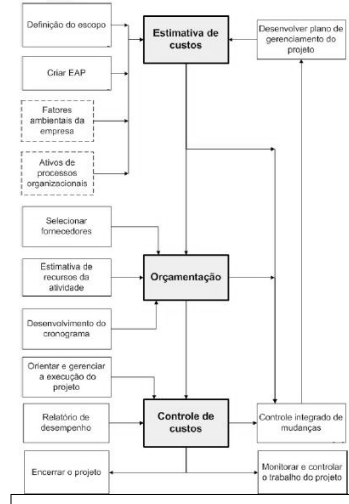 Definição do escopo
Estimativa de
custos
Desenvolver plano de
gerenciamento do
projeto
Criar EAP
Fatores
ambientais da
empresa
Ativos de
processos
organizacionais
Selecionar
fornecedores
Estimativa de
recursos da
atividade
Orçamentação
Desenvolvimento do
cronograma
Orientar e gerenciar
a execução do
projeto
Relatório de
desempenho
Controle de
custos
Controle integrado de
mudanças
Encerrar o projeto
Monitorar e controlar
o trabalho do projeto